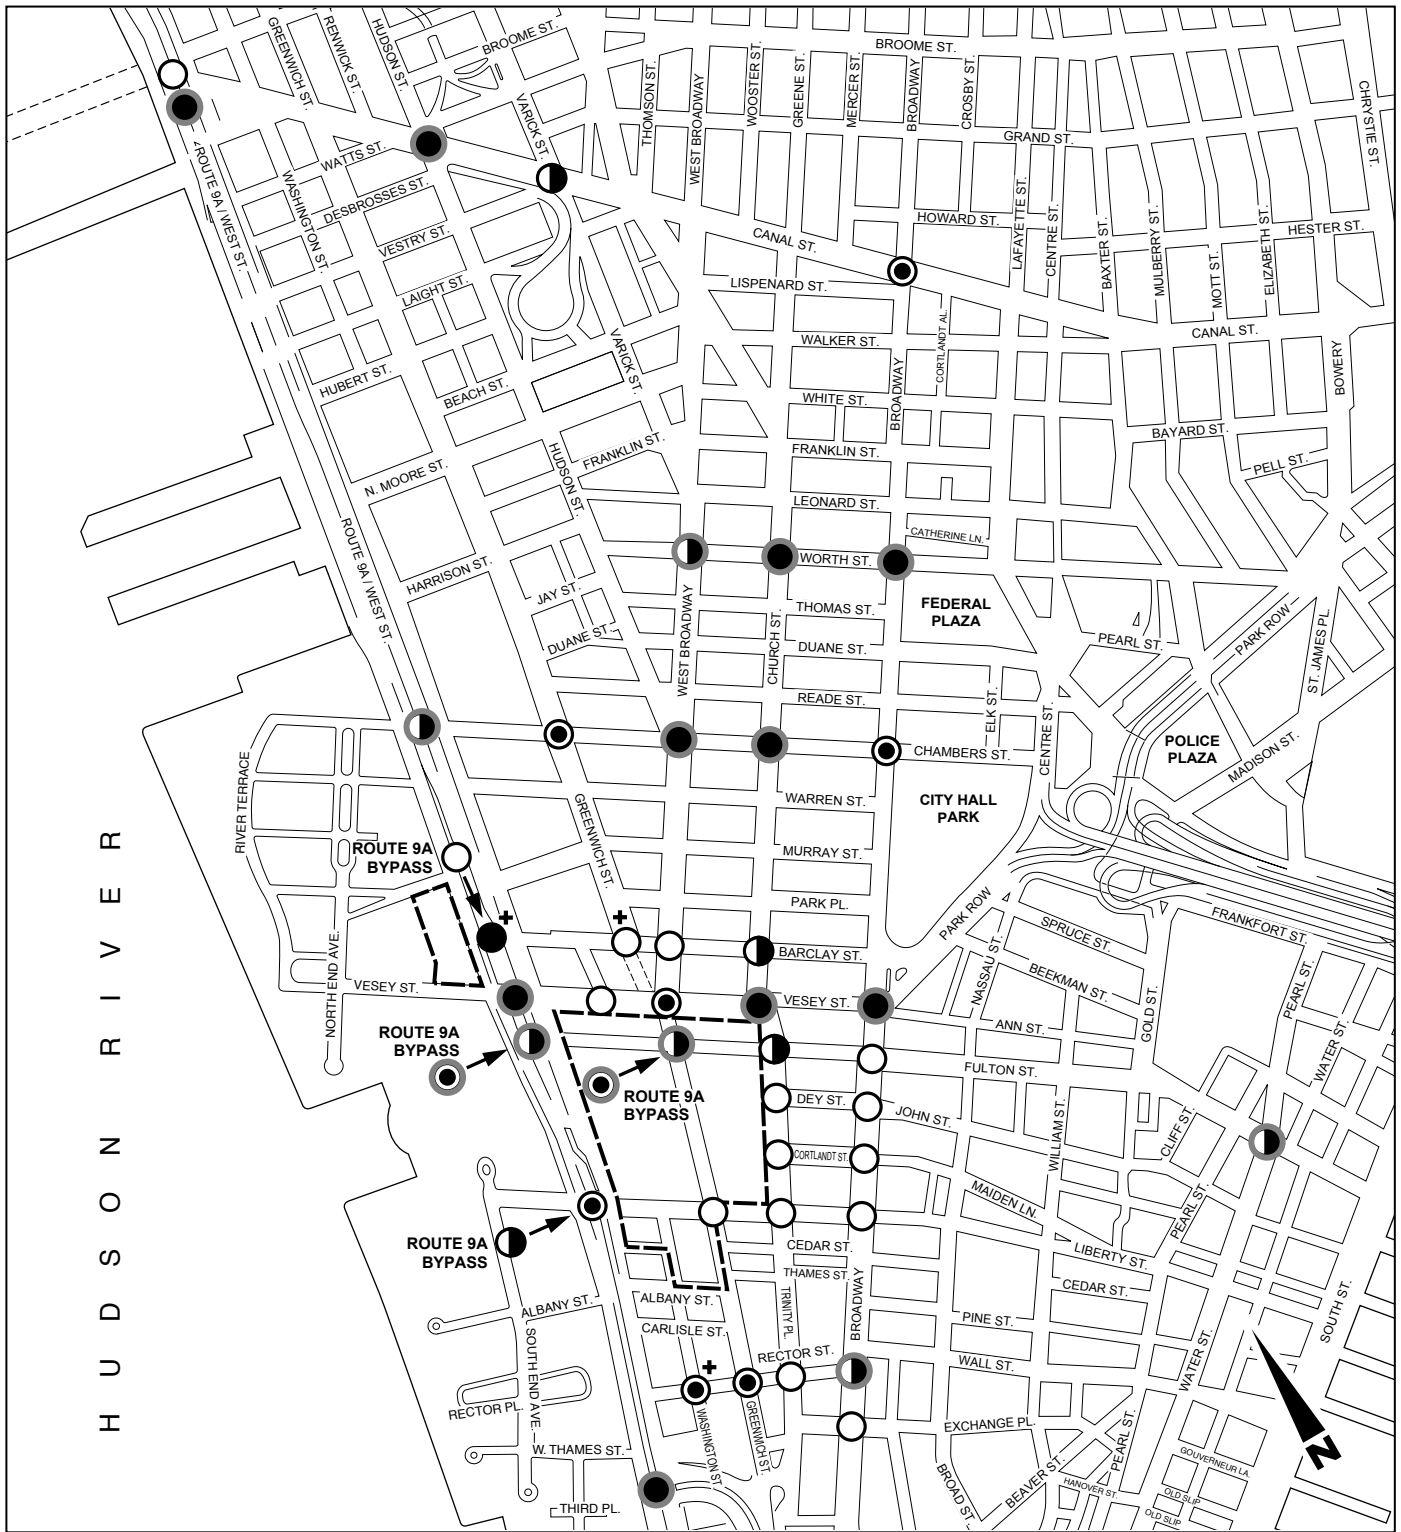 GREENWICH ST.
RENWICK ST.
HUDSON ST.
BROOME ST.
BROOME ST.
THOMSON ST.
WEST BROADWAY
WOOSTER ST.
GREENE ST.
MERCER ST.
BROADWAY
CROSBY ST.
CHRYSTIE ST.
VARICK ST.
GRAND ST.
WATTS ST.
ROUTE 9A / WEST ST.
WASHINGTON ST.
DESBROSSES ST.
VESTRY ST.
LAIGHT ST.
CANAL ST.
HOWARD ST.
LAFAYETTE ST.
CENTRE ST.
BAXTER ST.
MULBERRY ST.
MOTT ST.
ELIZABETH ST.
HESTER ST.
LISPENARD ST.
WALKER ST.
CORTLANDT AL.
CANAL ST.
BOWERY
VARICK ST.
HUBERT ST.
BEACH ST.
WHITE ST.
BROADWAY
BAYARD ST.
FRANKLIN ST.
FRANKLIN ST.
PELL ST.
N. MOORE ST.
HUDSON ST.
LEONARD ST.
CATHERINE LN.
ROUTE 9A / WEST ST.
HARRISON ST.
WORTH ST.
JAY ST.
THOMAS ST.
FEDERAL
PLAZA
DUANE ST.
DUANE ST.
WEST BROADWAY
CHURCH ST.
PEARL ST.
PARK ROW
ST. JAMES PL.
READE ST.
ELK ST.
CENTRE ST.
CHAMBERS ST.
POLICE
PLAZA
MADISON ST.
RIVER TERRACE
GREENWICH ST.
WARREN ST.
CITY HALL
PARK
HUDSON RIVER
ROUTE 9A
BYPASS
MURRAY ST.
PARK PL.
PARK ROW
SPRUCE ST.
FRANKFORT ST.
NORTH END AVE.
BARCLAY ST.
NASSAU ST.
BEEKMAN ST.
PEARL ST.
VESEY ST.
VESEY ST.
GOLD ST.
ANN ST.
WATER ST.
ROUTE 9A
BYPASS
FULTON ST.
ROUTE 9A
BYPASS
DEY ST.
JOHN ST.
WILLIAM ST.
CLIFF ST.
CORTLANDT ST.
MAIDEN LN.
PEARL ST.
ROUTE 9A
BYPASS
CEDAR ST.
LIBERTY ST.
THAMES ST.
CEDAR ST.
ALBANY ST.
ALBANY ST.
TRINITY PL.
BROADWAY
SOUTH ST.
CARLISLE ST.
PINE ST.
RECTOR ST.
WALL ST.
WATER ST.
SOUTH END AVE.
RECTOR PL.
WASHINGTON ST
GREENWICH ST.
EXCHANGE PL.
PEARL ST.
W. THAMES ST.
GOUVERNEUR LA.
BROAD ST.
BEAVER ST.
HANOVER ST.
OLD SLIP
THIRD PL.
OLD SLIP
N